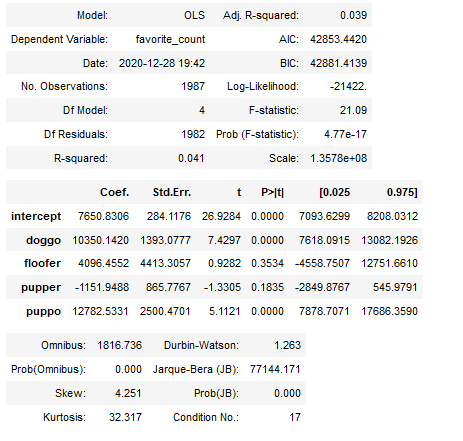 Model: OLS Adj. R-squared: 0.039
Dependent Variable: favorite_count AIC: 42853.4420
Date: 2020-12-28 19:42 BIC: 42881.4139
No. Observations: 1987 Log-Likelihood: -21422.
Df Model: 4 F-statistic: 21.09
Df Residuals: 1982 Prob (F-statistic): 4.77e-17
R-squared: 0.041 Scale: 1.3578e+08
Coef. Std.Err. t P>|t| [0.025 0.975]
intercept 7650.8306 284.1176 26.9284 0.0000 7093.6299 8208.0312
doggo 10350.1420 1393.0777 7.4297 0.0000 7618.0915 13082.1926
floofer 4096.4552 4413.3057 0.9282 0.3534 -4558.7507 12751.6610
pupper -1151.9488 865.7767 -1.3305 0.1835 -2849.8767 545.9791
puppo 12782.5331 2500.4701 5.1121 0.0000 7878.7071 17686.3590
Omnibus: 1816.736 Durbin-Watson: 1.263
Prob(Omnibus): 0.000 Jarque-Bera (JB): 77144.171
Skew: 4.251 Prob(JB): 0.000
Kurtosis: 32.317 Condition No.: 17